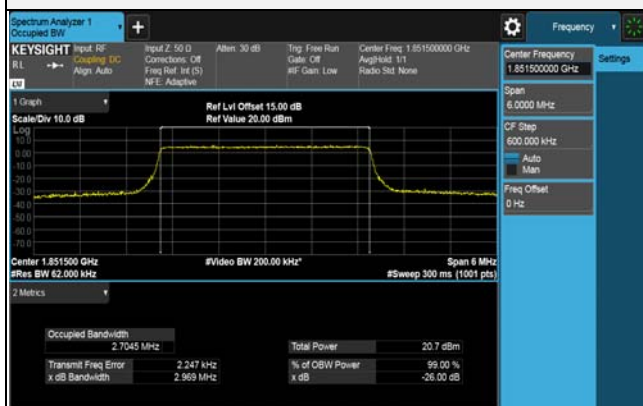 Spectrum Analyzer 1
Occupied BW
Frequency
KEYSIGHT
RL
Input: RF
Coupling: DC
Align: Auto
Input Z: 50 Ω
Corrections: Off
Freq Ref: Int (S)
NFE: Adaptive
Atten: 30 dB
Trig: Free Run
Gate: Off
#IF Gain: Low
Center Freq: 1.851500000 GHz
Avg|Hold: 1/1
Radio Std: None
LW
1 Graph
Scale/Div 10.0 dB
Ref Lvl Offset 15.00 dB
Ref Value 20.00 dBm
Log
10.0
0.00
-10.0
-20.0
-30.0
-40.0
-50.0
-60.0
-70.0
Center 1.851500 GHz
#Res BW 62.000 kHz
#Video BW 200.00 kHz*
Span 6 MHz
#Sweep 300 ms (1001 pts)
2 Metrics
Occupied Bandwidth
2.7045 MHz
Total Power 20.7 dBm
Transmit Freq Error 2.247 kHz
% of OBW Power 99.00 %
x dB Bandwidth 2.969 MHz
x dB -26.00 dB
Center Frequency
1.851500000 GHz
Settings
Span
6.0000 MHz
CF Step
600.000 kHz
Auto
Man
Freq Offset
0 Hz